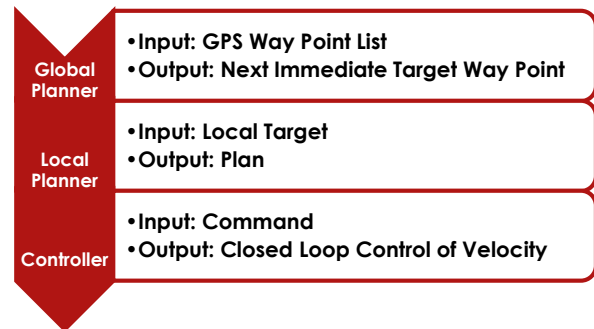 Global
Planner
•Input: GPS Way Point List
•Output: Next Immediate Target Way Point
Local
Planner
•Input: Local Target
•Output: Plan
Controller
•Input: Command
•Output: Closed Loop Control of Velocity